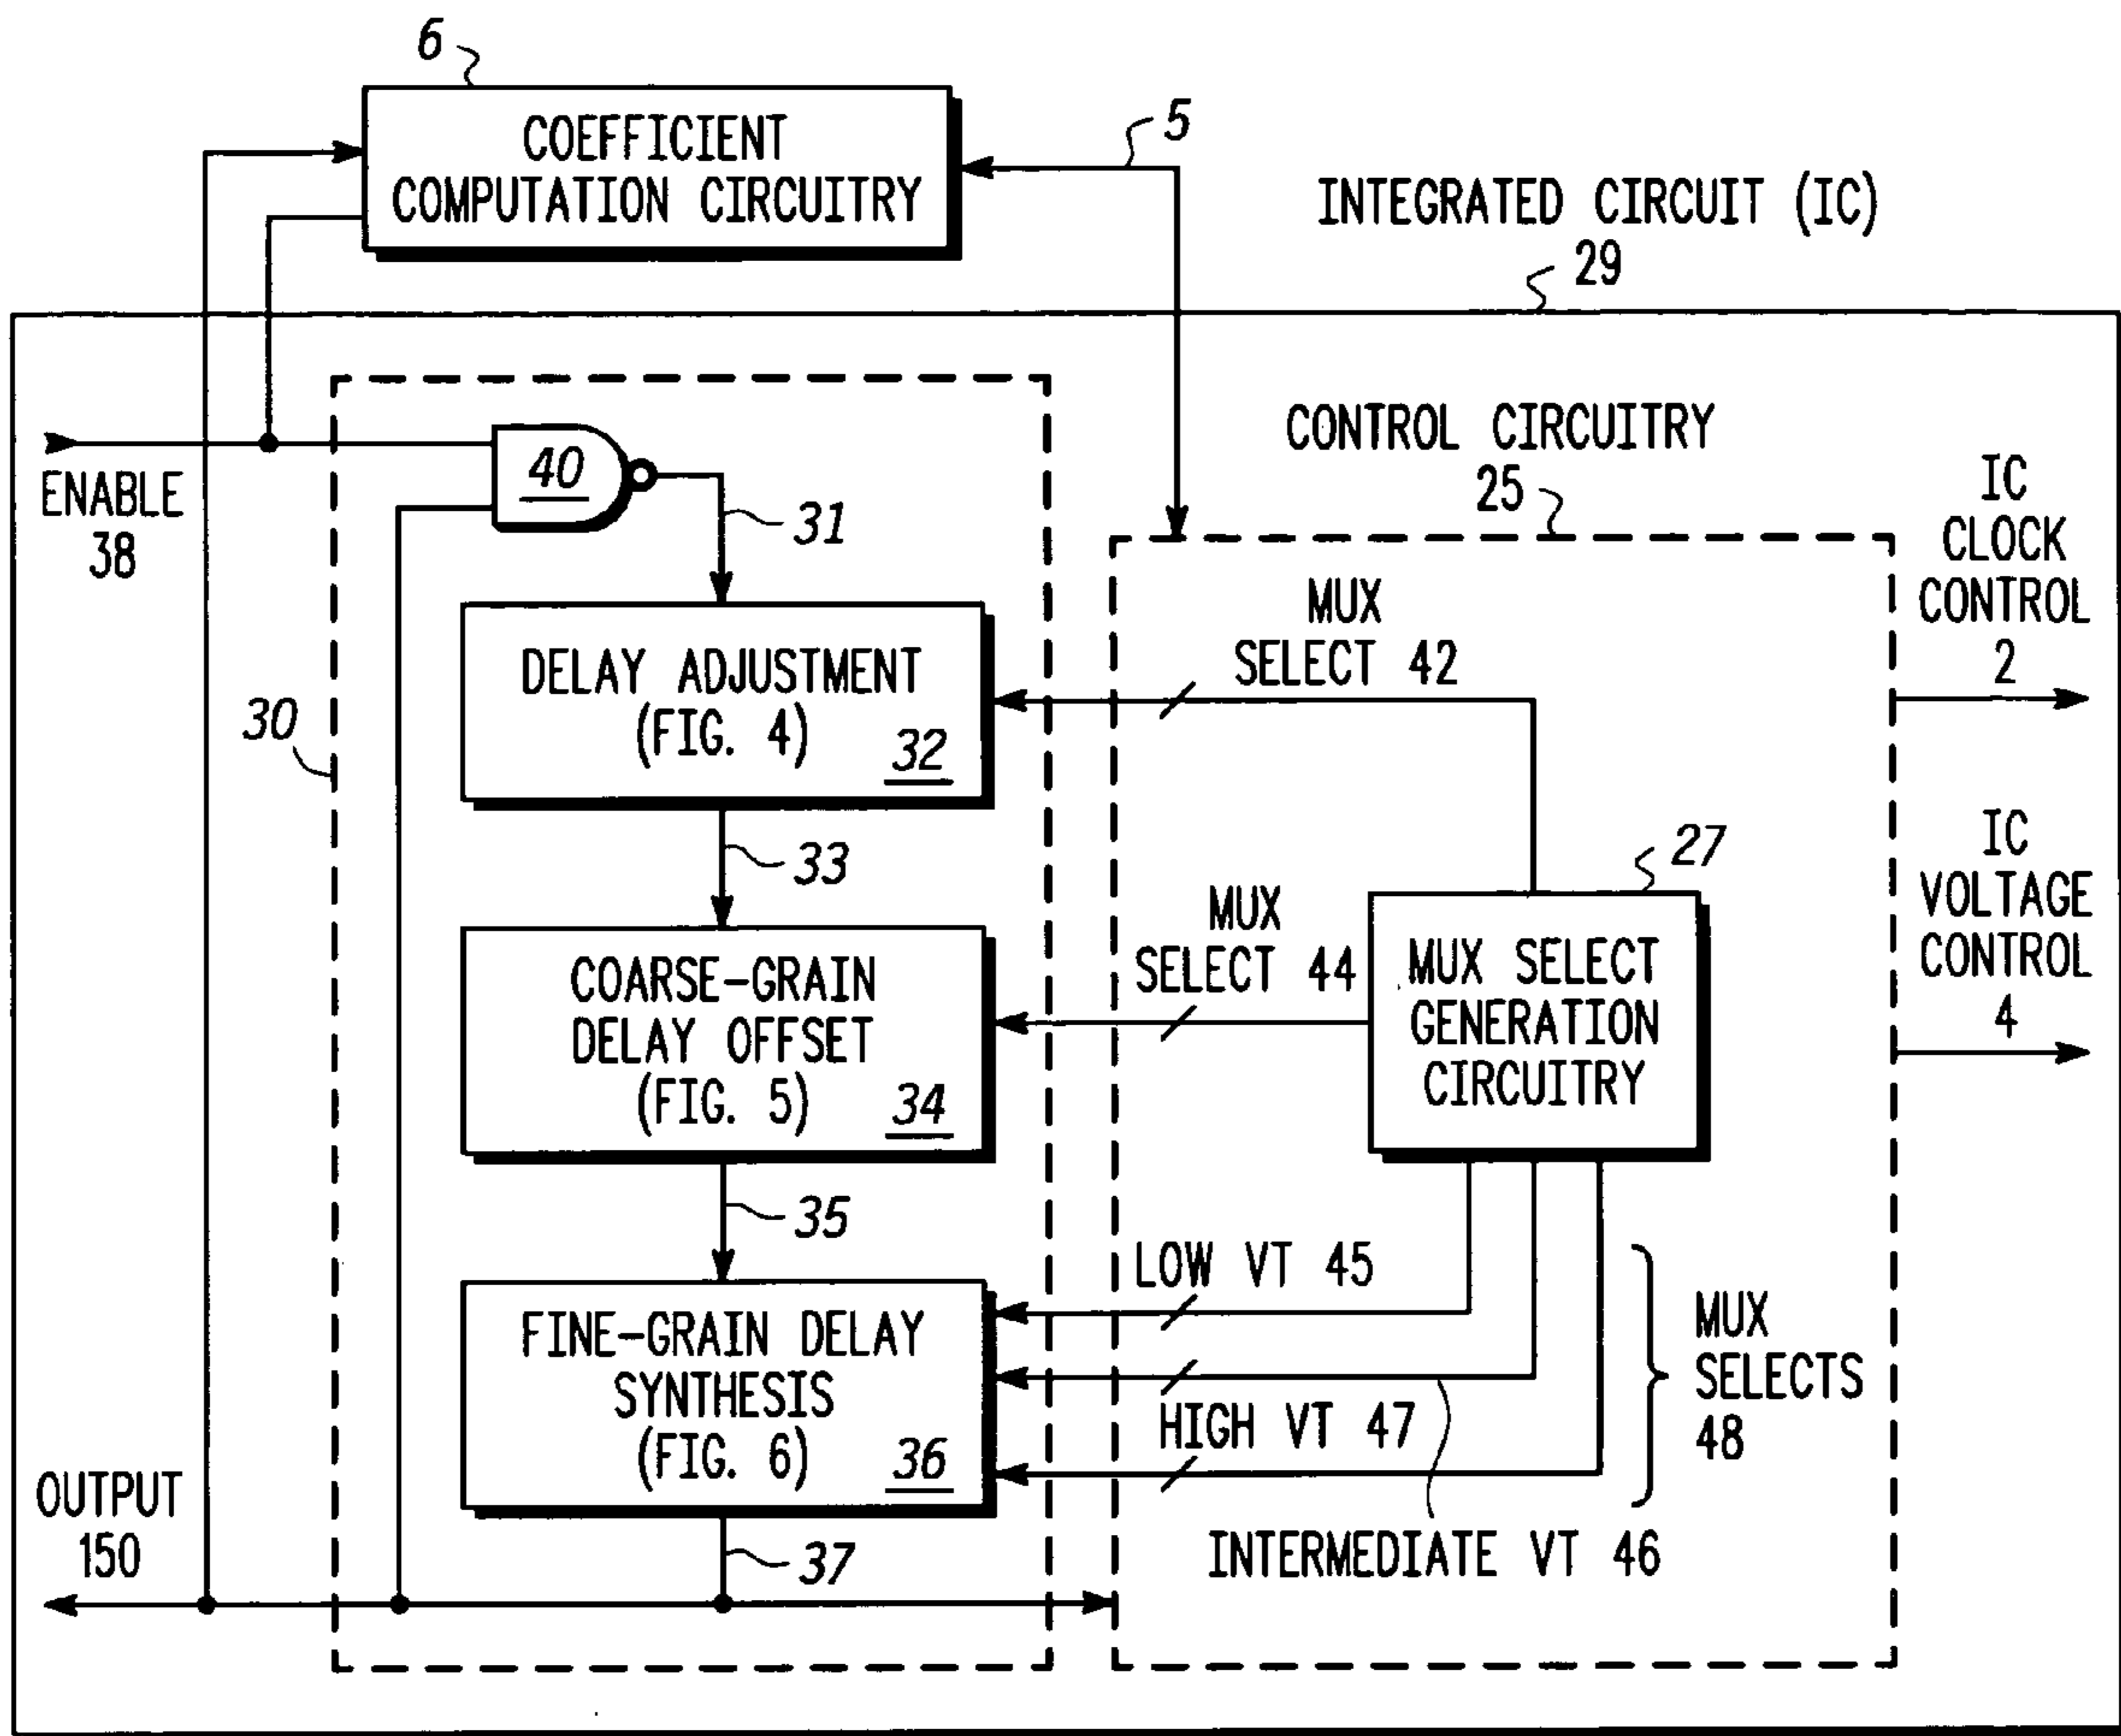 6
COEFFICIENT
COMPUTATION CIRCUITRY
5
INTEGRATED CIRCUIT (IC)
29
ENABLE
38
40
31
CONTROL CIRCUITRY
25
IC
CLOCK
CONTROL
2
MUX
SELECT 42
DELAY ADJUSTMENT
(FIG. 4)
32
30
33
27
IC
VOLTAGE
CONTROL
4
MUX
SELECT 44
MUX SELECT
GENERATION
CIRCUITRY
COARSE-GRAIN
DELAY OFFSET
(FIG. 5)
34
35
LOW VT 45
FINE-GRAIN DELAY
SYNTHESIS
(FIG. 6)
36
HIGH VT 47
MUX
SELECTS
48
INTERMEDIATE VT 46
OUTPUT
150
37